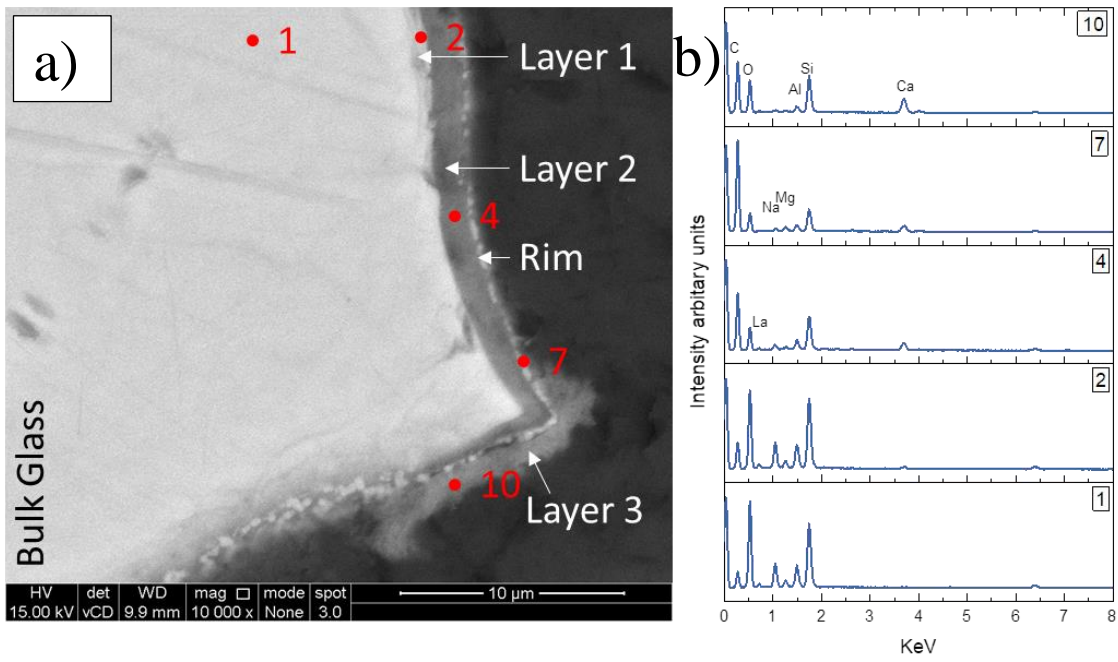 a)
1
2
Layer 1
Layer 2
4
Rim
7
10
Layer 3
Bulk Glass
HV det WD mag □ mode spot
15.00 kV vCD 9.9 mm 10 000 x None 3.0
10 µm
b)
10
C
O
Al
Si
Ca
7
Na
Mg
4
La
2
1
Intensity arbitary units
0 1 2 3 4 5 6 7 8
KeV